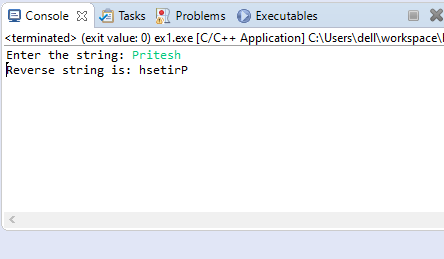 Console Tasks Problems Executables
<terminated> (exit value: 0) ex1.exe [C/C++ Application] C:\Users\dell\workspace\
Enter the string: Pritesh
Reverse string is: hsetirP